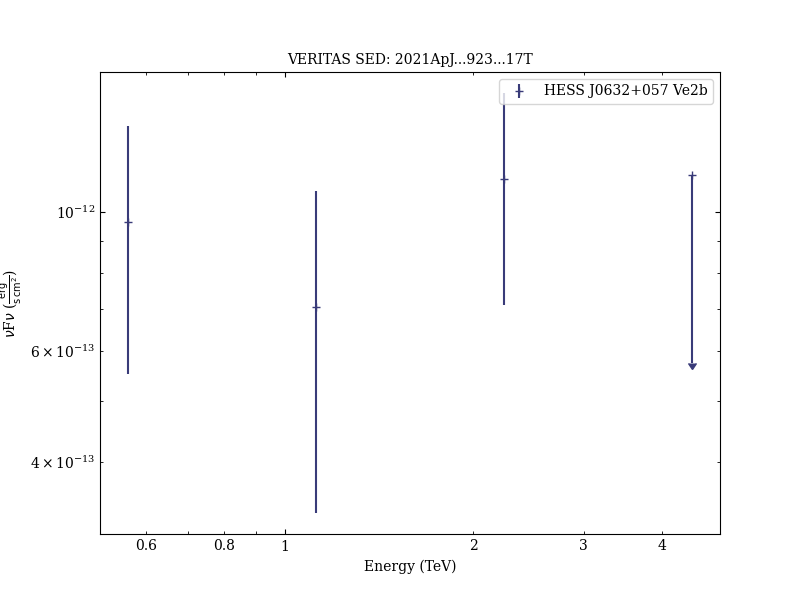 VERITAS SED: 2021ApJ...923...17T
HESS J0632+057 Ve2b
10^{-12}
6 × 10^{-13}
4 × 10^{-13}
νFν (erg / s cm²)
0.6 0.8 1 2 3 4
Energy (TeV)